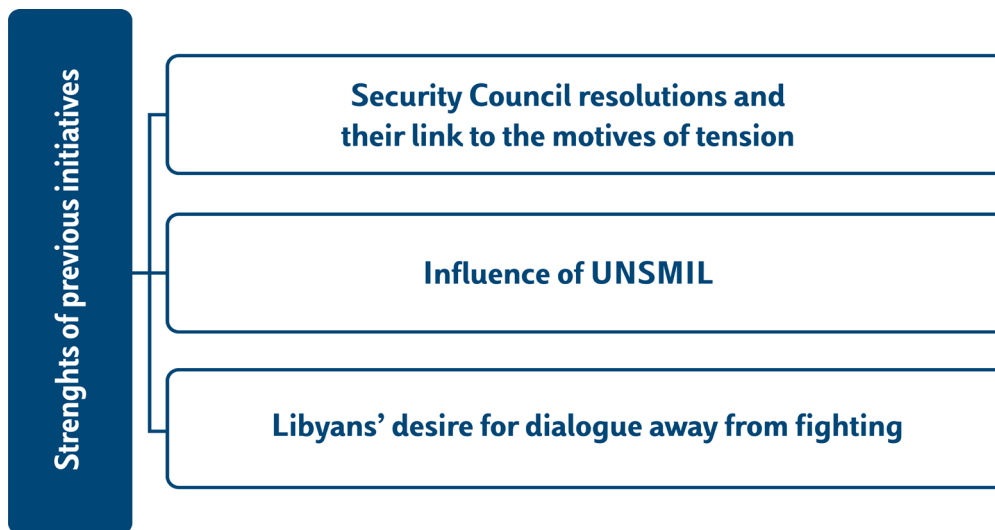 Strenghts of previous initiatives
Security Council resolutions and
their link to the motives of tension
Influence of UNSMIL
Libyans’ desire for dialogue away from fighting